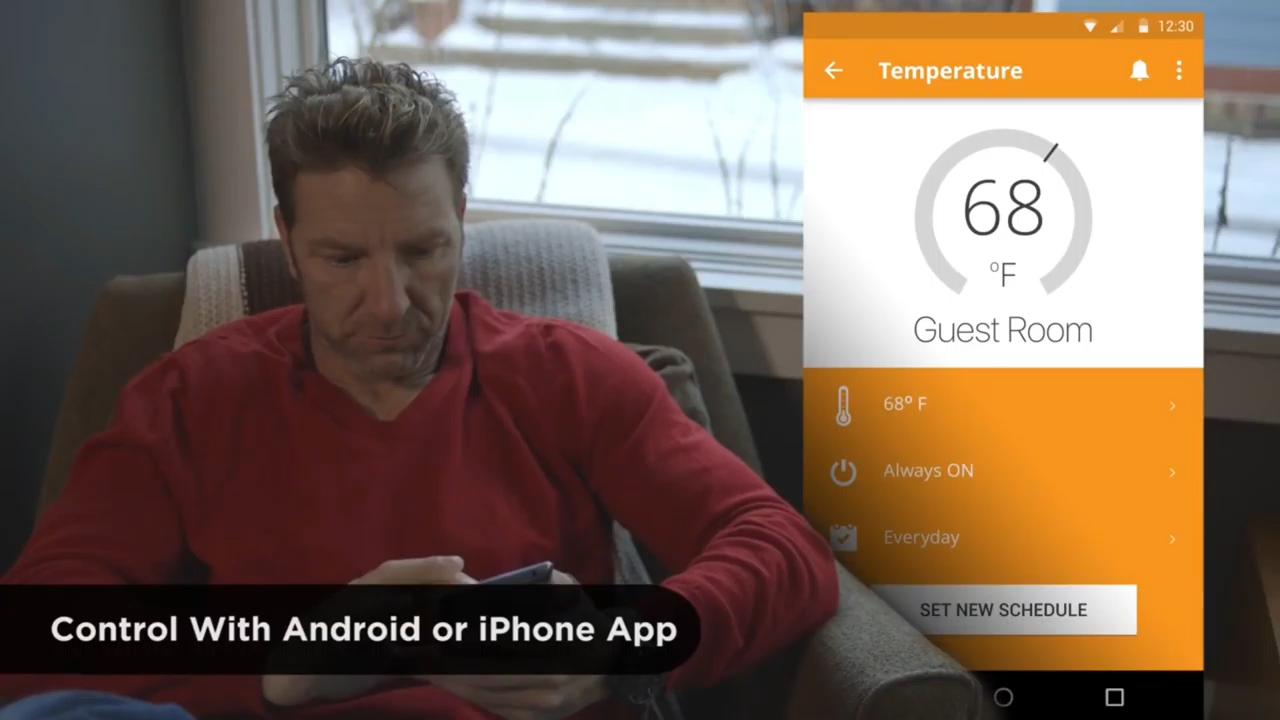 12:30
Temperature
68
°F
Guest Room
68° F
Always ON
Everyday
SET NEW SCHEDULE
Control With Android or iPhone App